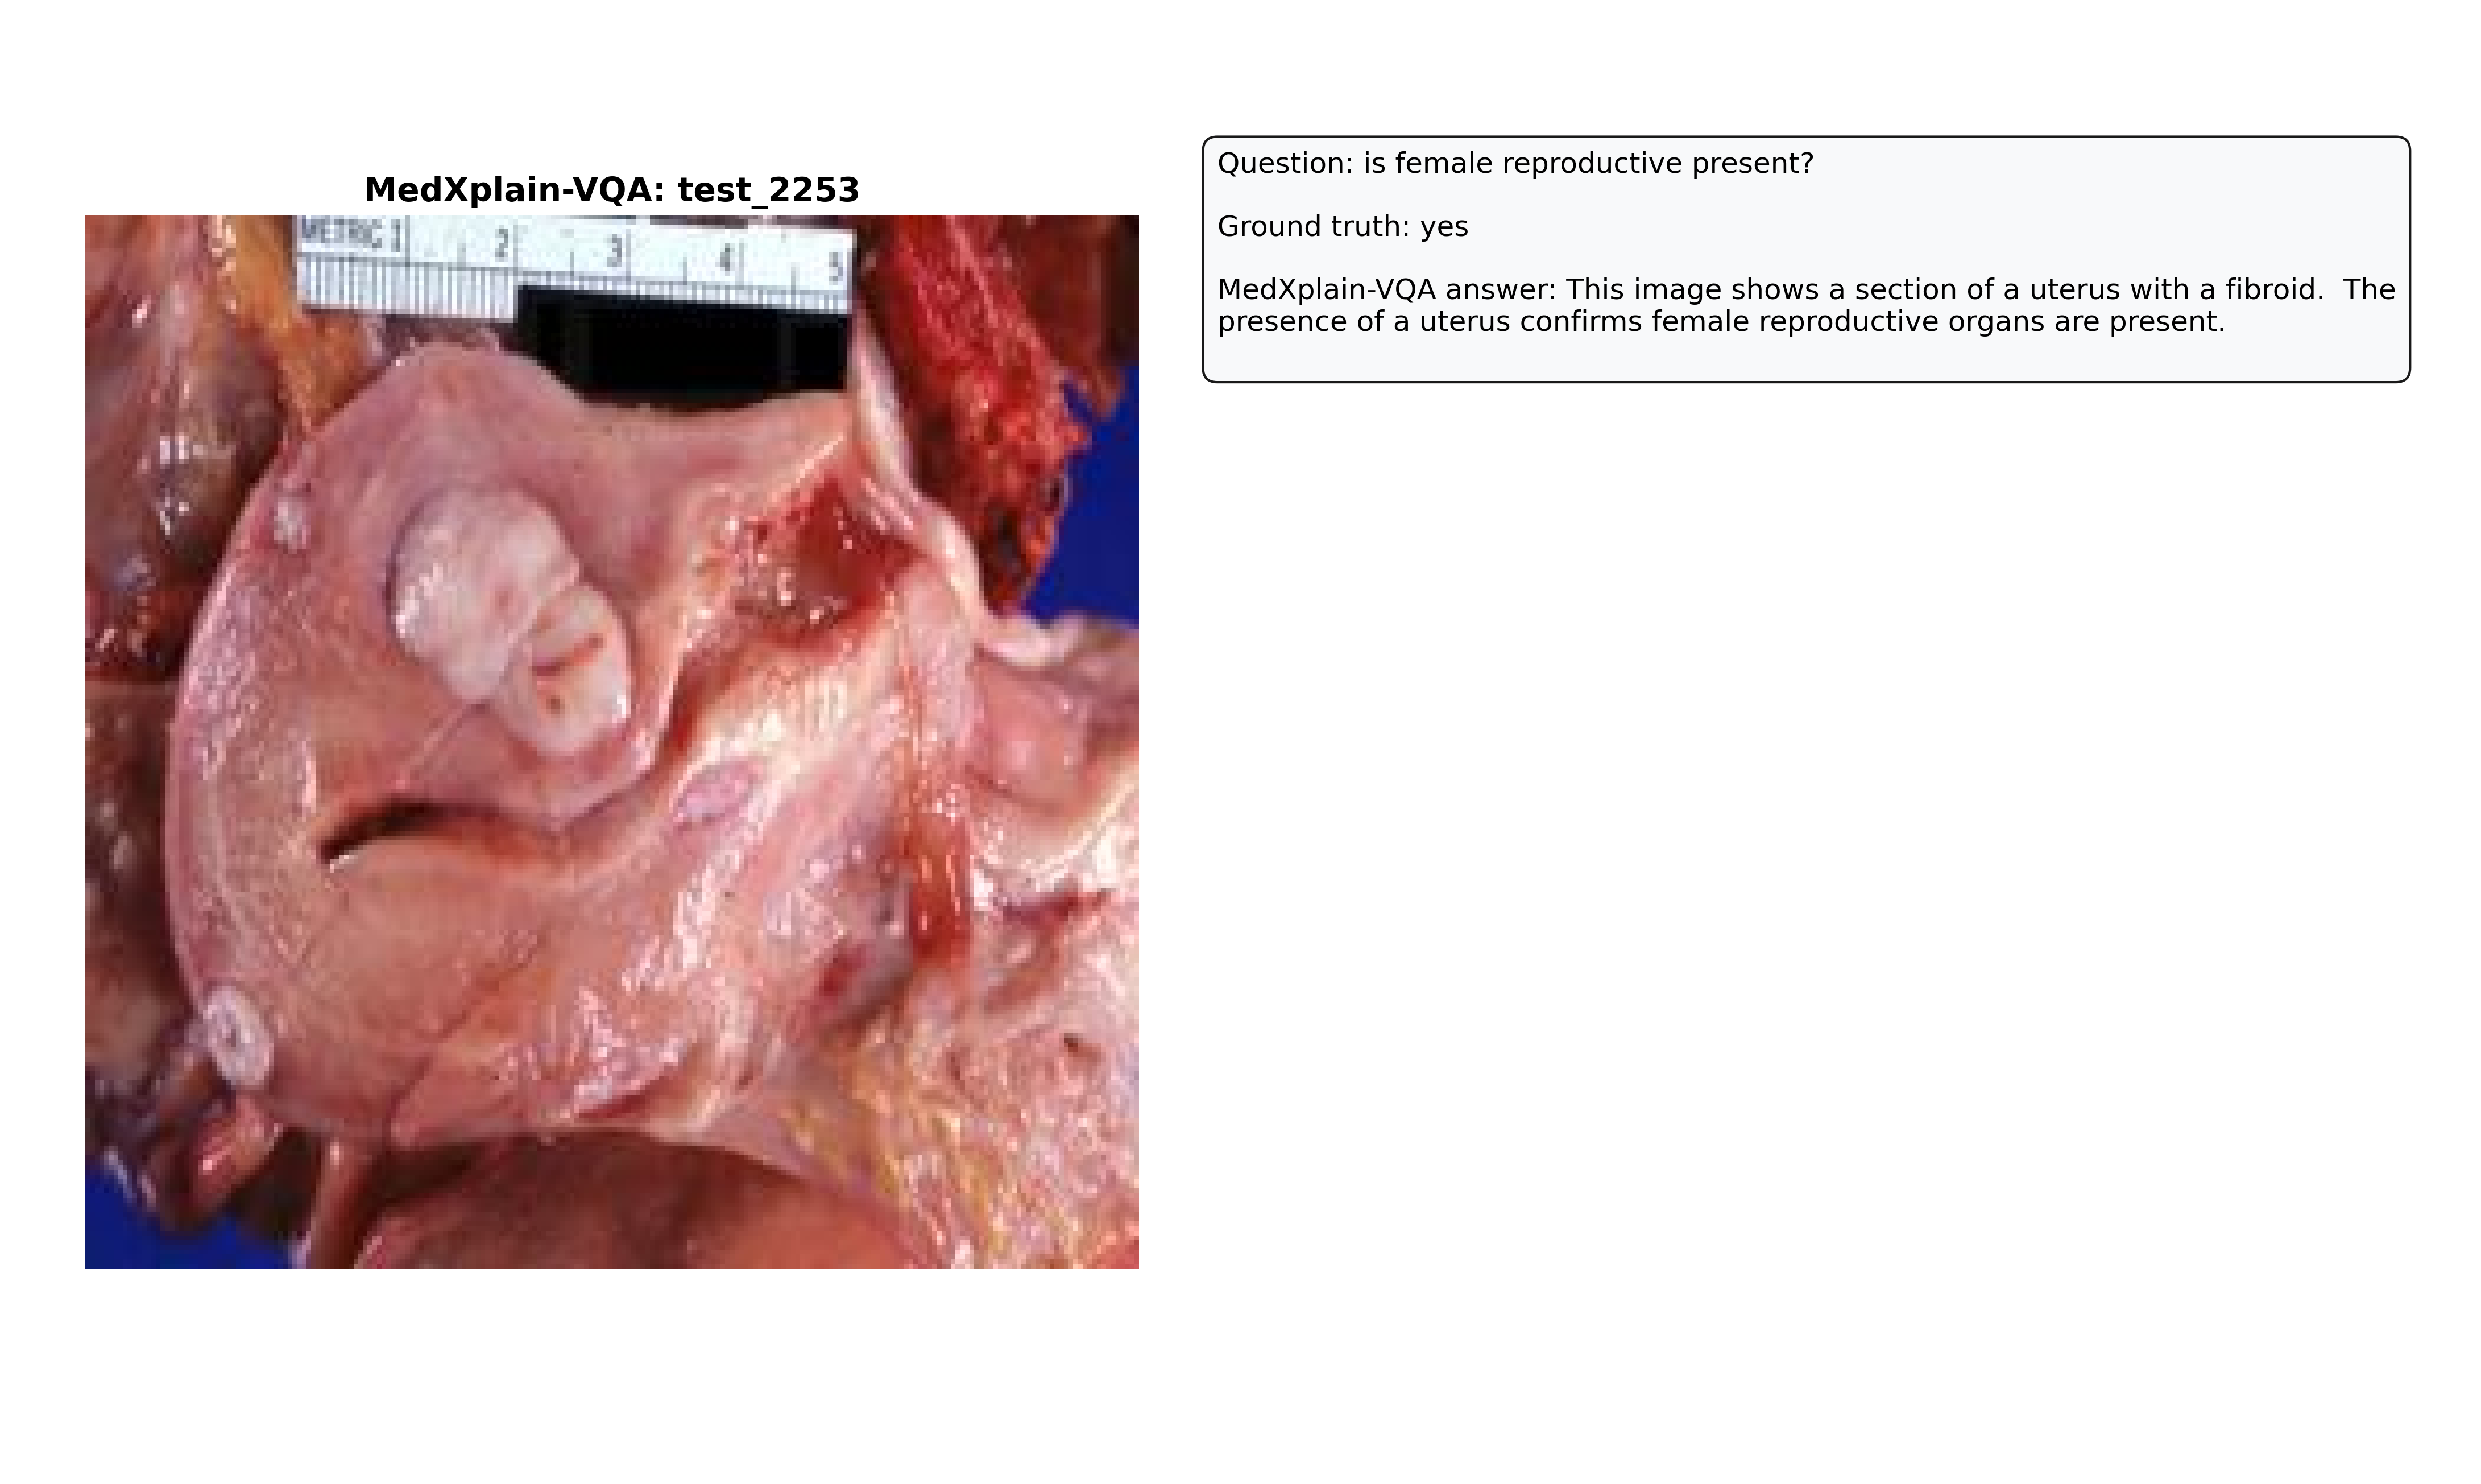 MedXplain-VQA: test_2253
METRIC 1 2 3 4 5
Question: is female reproductive present?
Ground truth: yes
MedXplain-VQA answer: This image shows a section of a uterus with a fibroid.  The
presence of a uterus confirms female reproductive organs are present.